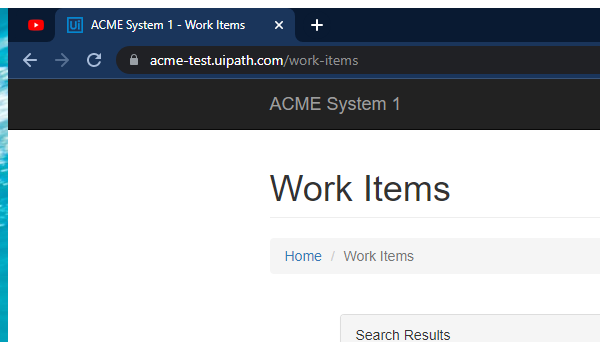 Ui ACME System 1 - Work Items
acme-test.uipath.com/work-items
ACME System 1
Work Items
Home / Work Items
Search Results